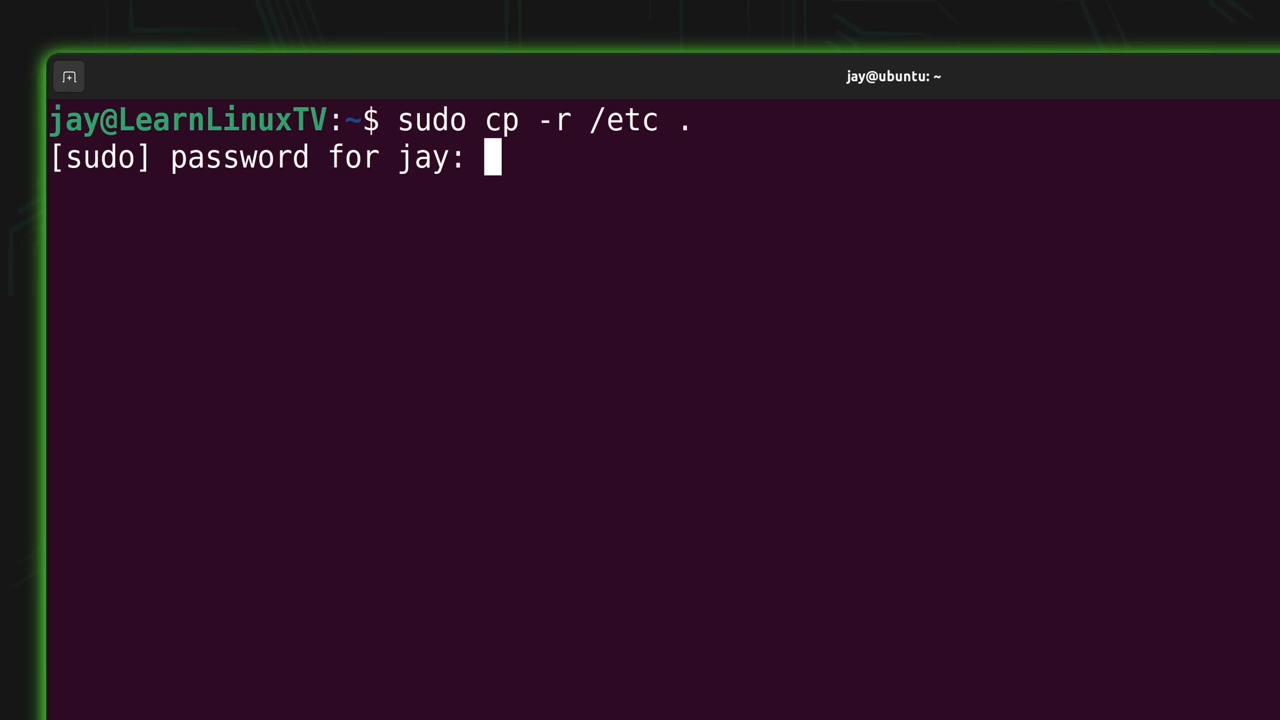 jay@ubuntu: ~
jay@LearnLinuxTV:~$ sudo cp -r /etc .
[sudo] password for jay: